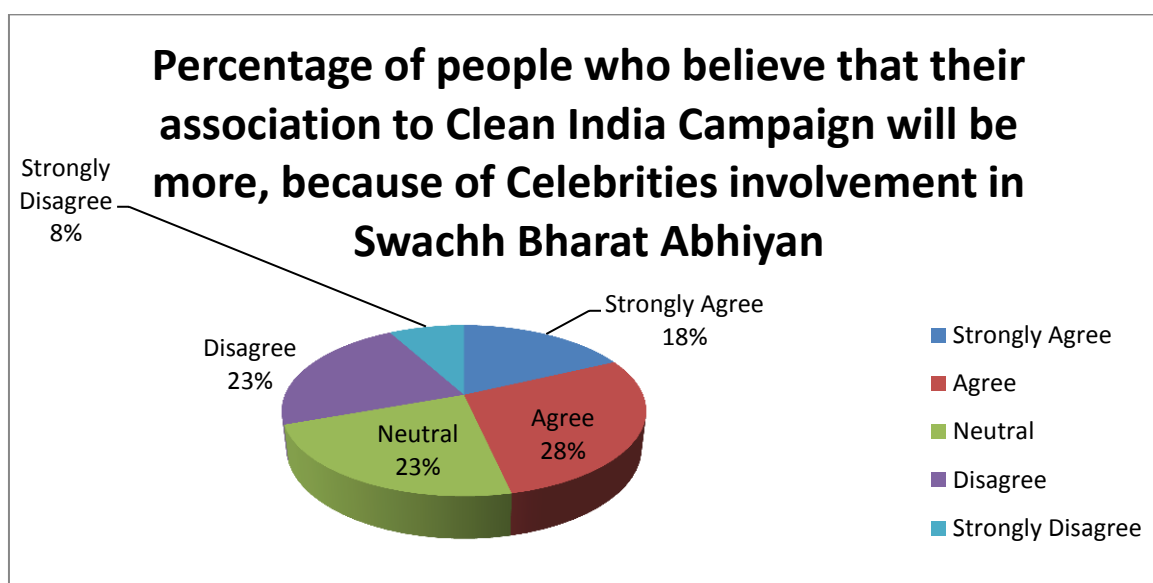 Percentage of people who believe that their
association to Clean India Campaign will be
more, because of Celebrities involvement in
Swachh Bharat Abhiyan
Strongly
Disagree
8%
Strongly Agree
18%
Disagree
23%
Neutral
23%
Agree
28%
Strongly Agree
Agree
Neutral
Disagree
Strongly Disagree